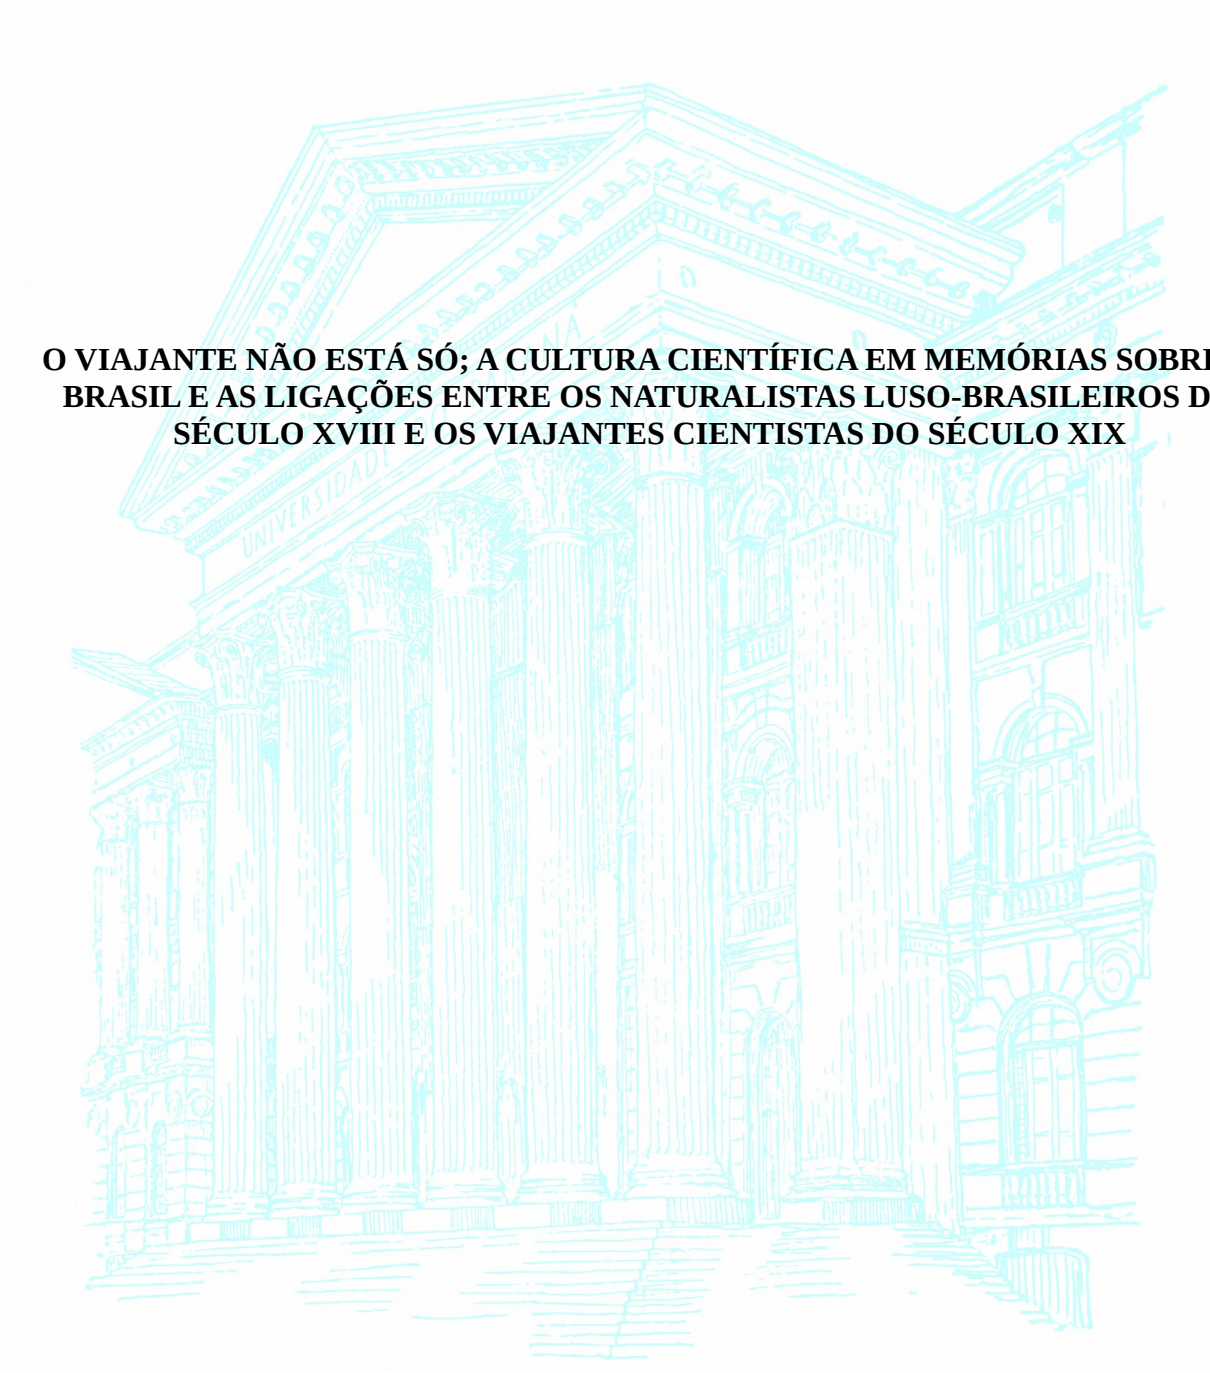 UNIVERSIDADE
O VIAJANTE NÃO ESTÁ SÓ; A CULTURA CIENTÍFICA EM MEMÓRIAS
BRASIL E AS LIGAÇÕES ENTRE OS NATURALISTAS LUSO-BRASILEIROS
SÉCULO XVIII E OS VIAJANTES CIENTISTAS DO SÉCULO XIX